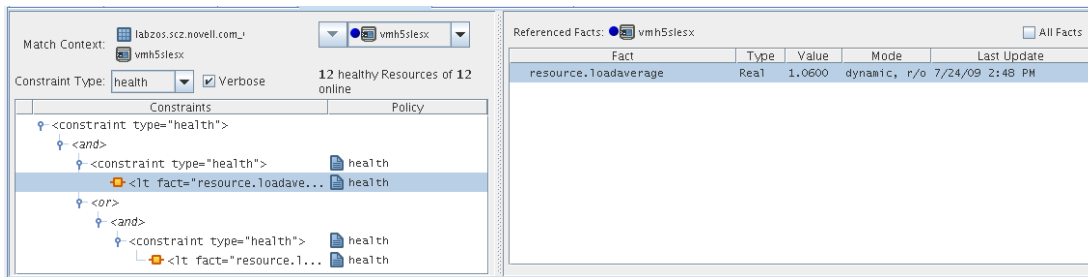 Match Context:
labzos.scz.novell.com_
vmh5slesx
vmh5slesx
Constraint Type: health
Verbose
12 healthy Resources of 12
online
Constraints Policy
<constraint type="health">
<and>
<constraint type="health"> health
<lt fact="resource.loadave... health
<or>
<and>
<constraint type="health"> health
<lt fact="resource.l... health
Referenced Facts: vmh5slesx
All Facts
Fact Type Value Mode Last Update
resource.loadaverage Real 1.0600 dynamic, r/o 7/24/09 2:48 PM